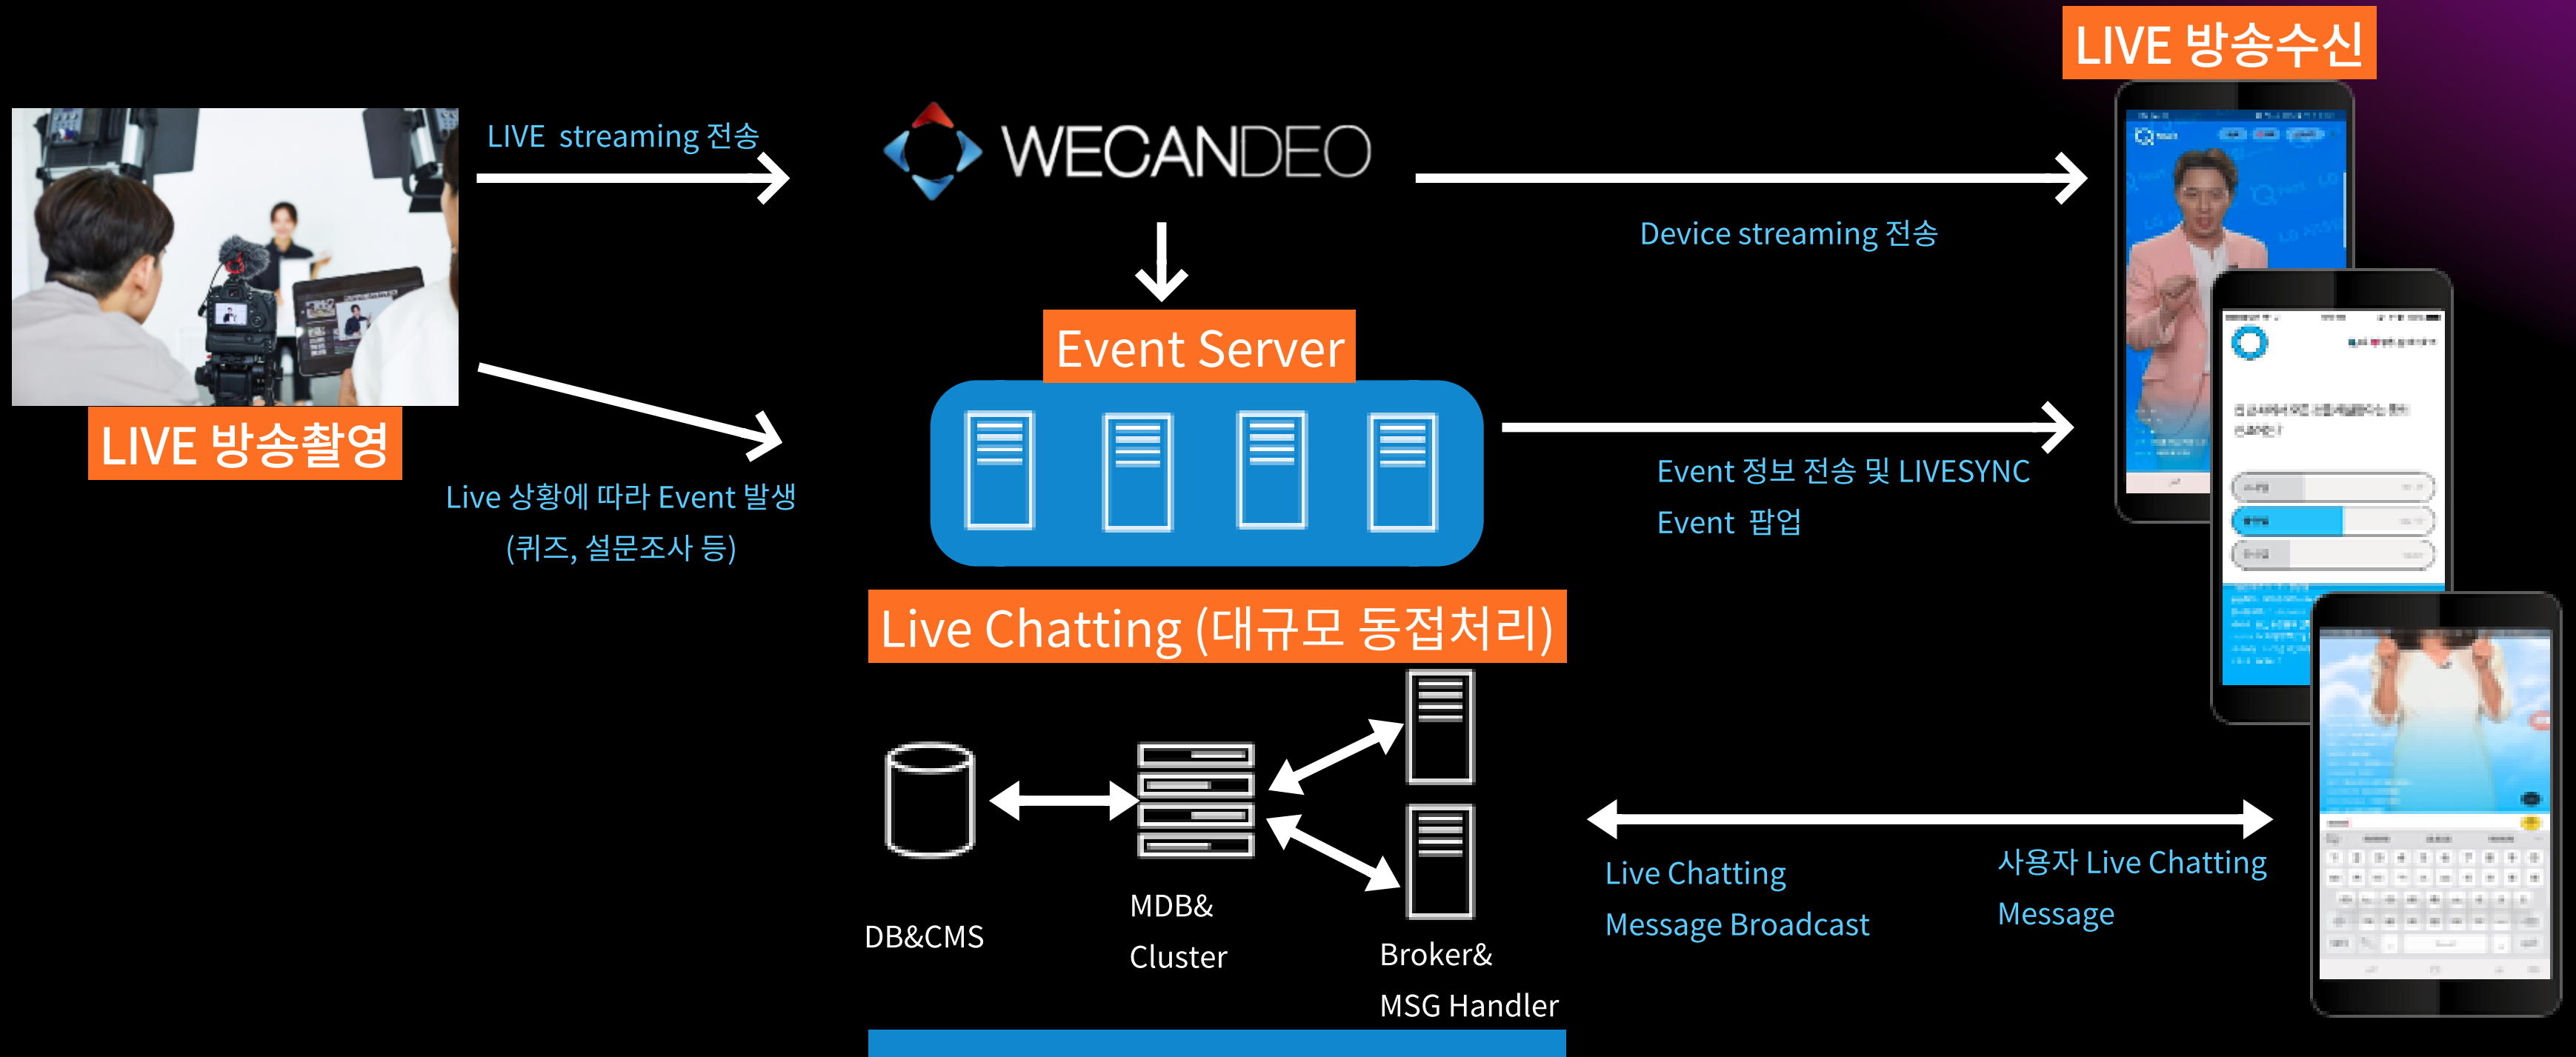 LIVE 방송수신
LIVE streaming 전송
WECANDEO
Device streaming 전송
Event Server
LIVE 방송촬영
Live 상황에 따라 Event 발생
(퀴즈, 설문조사 등)
Event 정보 전송 및 LIVESYNC
Event 팝업
Live Chatting (대규모 동접처리)
DB&CMS
MDB&
Cluster
Broker&
MSG Handler
Live Chatting
Message Broadcast
사용자 Live Chatting
Message